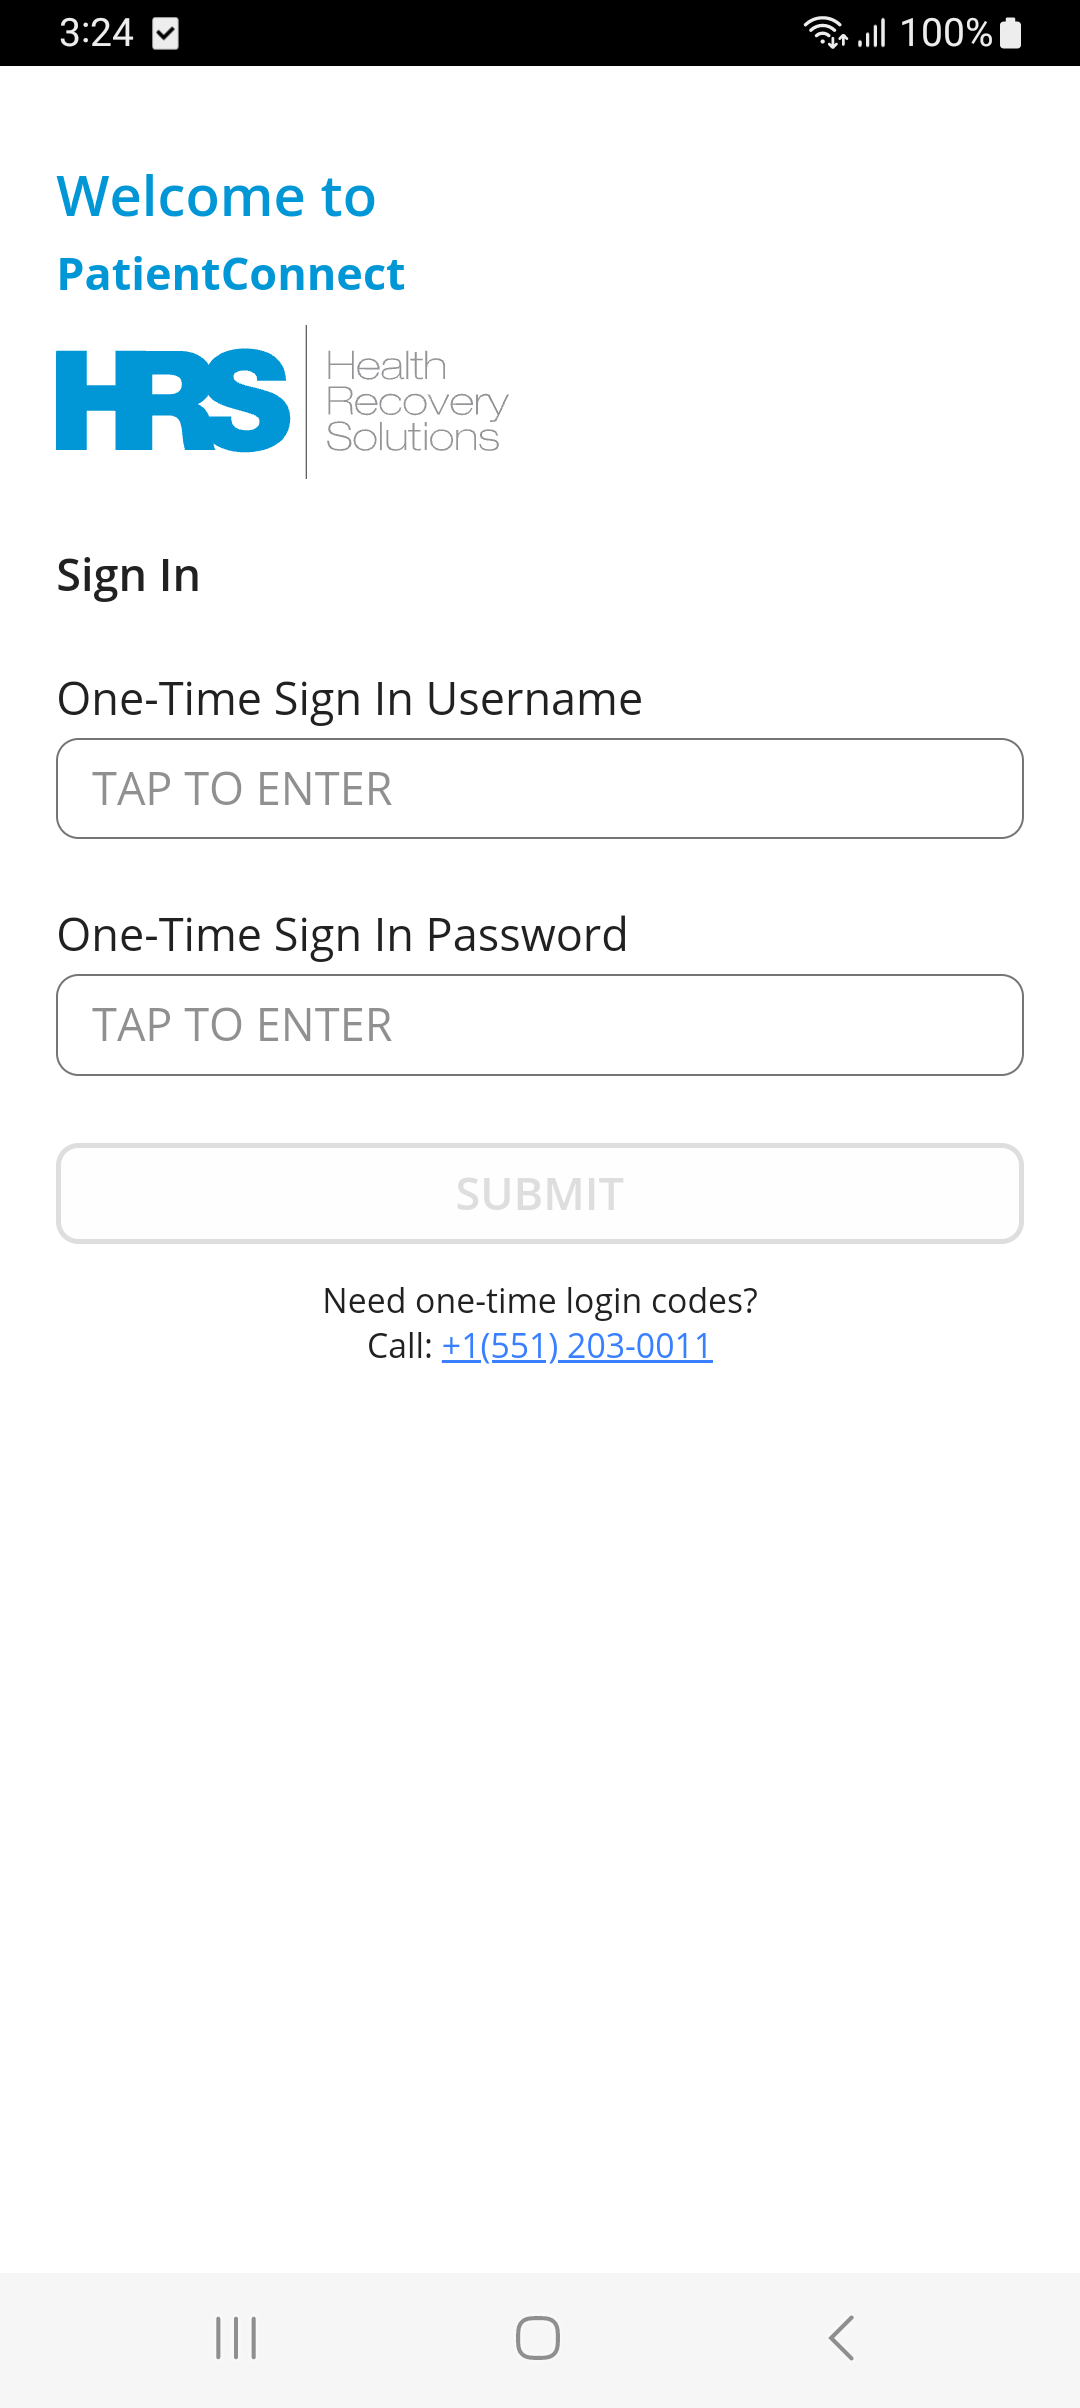 3:24
100%
Welcome to
PatientConnect
HRS
Health
Recovery
Solutions
Sign In
One-Time Sign In Username
TAP TO ENTER
One-Time Sign In Password
TAP TO ENTER
SUBMIT
Need one-time login codes?
Call: +1(551) 203-0011